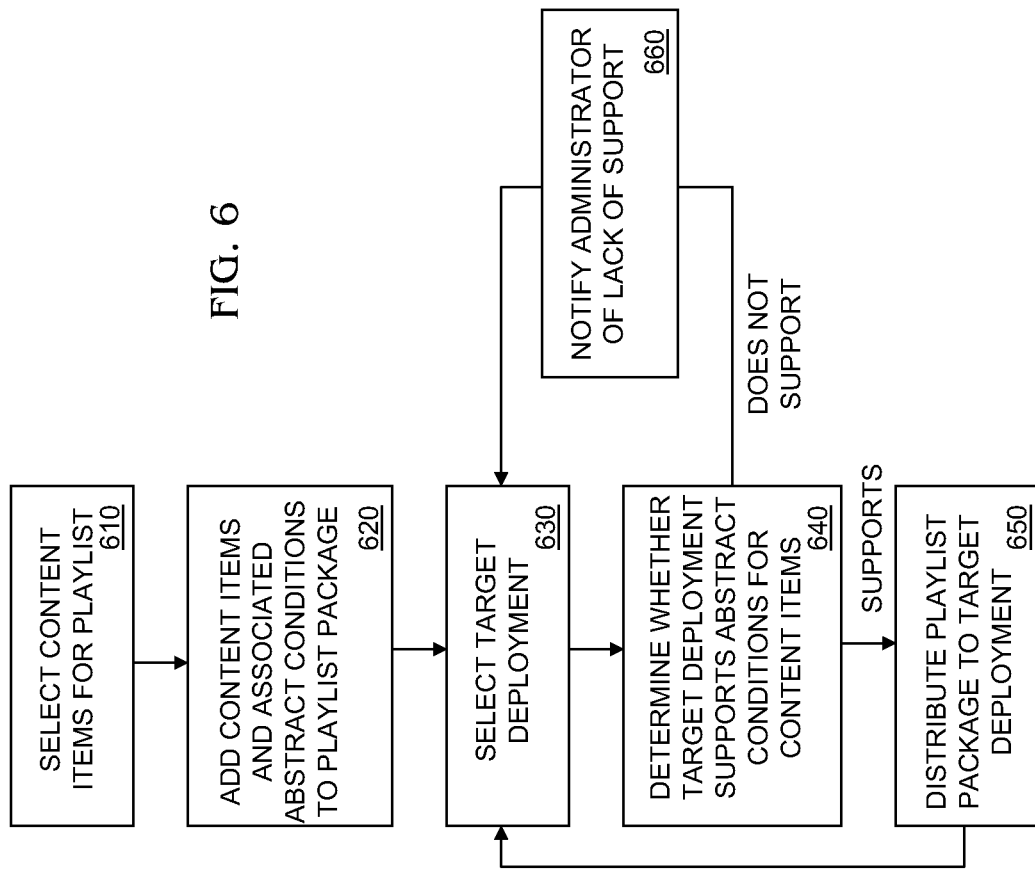 FIG. 6
SELECT CONTENT
ITEMS FOR PLAYLIST
610
ADD CONTENT ITEMS
AND ASSOCIATED
ABSTRACT CONDITIONS
TO PLAYLIST PACKAGE
620
SELECT TARGET
DEPLOYMENT
630
DETERMINE WHETHER
TARGET DEPLOYMENT
SUPPORTS ABSTRACT
CONDITIONS FOR
CONTENT ITEMS
640
SUPPORTS
DISTRIBUTE PLAYLIST
PACKAGE TO TARGET
DEPLOYMENT
650
DOES NOT
SUPPORT
NOTIFY ADMINISTRATOR
OF LACK OF SUPPORT
660